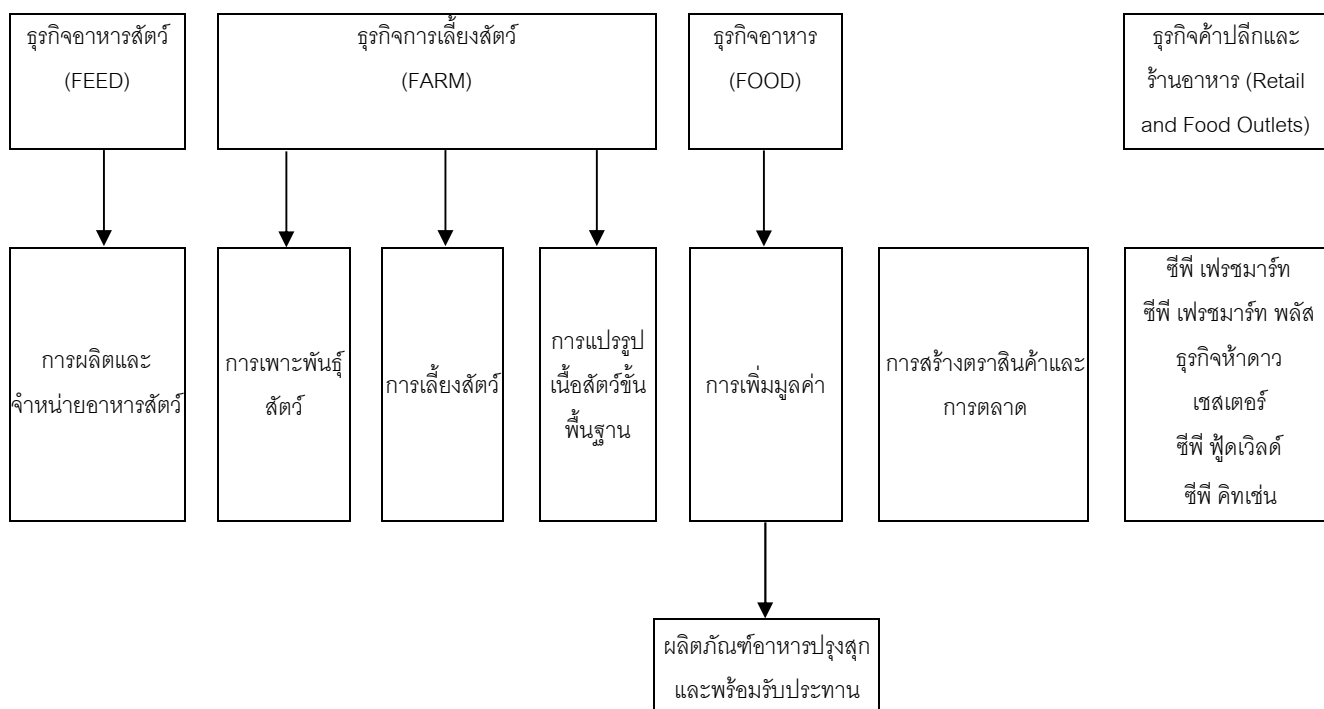 ธุรกิจอาหารสัตว์
(FEED)
ธุรกิจการเลี้ยงสัตว์
(FARM)
ธุรกิจอาหาร
(FOOD)
ธุรกิจค้าปลีกและ
ร้านอาหาร (Retail
and Food Outlets)
การผลิตและ
จำหน่ายอาหารสัตว์
การเพาะพันธุ์
สัตว์
การเลี้ยงสัตว์
การแปรรูป
เนื้อสัตว์ขั้น
พื้นฐาน
การเพิ่มมูลค่า
การสร้างตราสินค้าและ
การตลาด
ซีพี เฟรชมาร์ท
ซีพี เฟรชมาร์ท พลัส
ธุรกิจห้าดาว
เชสเตอร์
ซีพี ฟู้ดเวิลด์
ซีพี คิทเช่น
ผลิตภัณฑ์อาหารปรุงสุก
และพร้อมรับประทาน